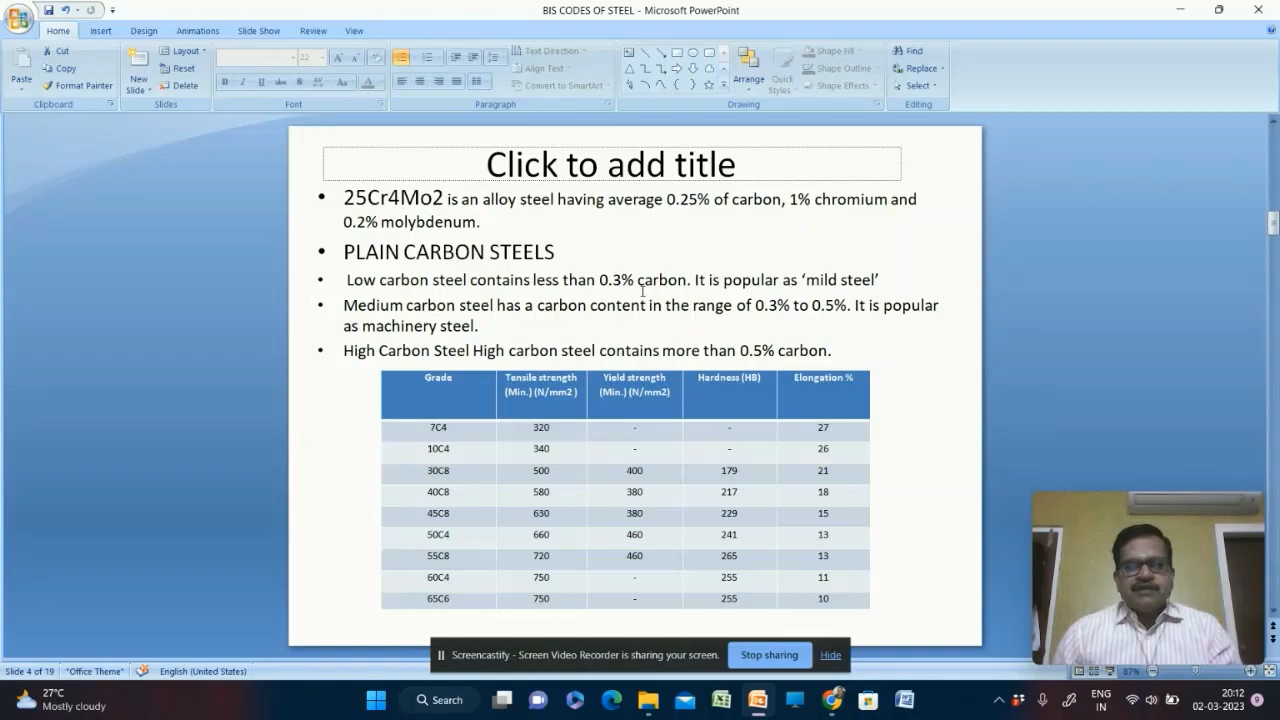 BIS CODES OF STEEL - Microsoft PowerPoint
Home Insert Design Animations Slide Show Review View
Cut
Copy
Format Painter
Paste
Clipboard
New
Slide
Layout
Reset
Delete
Slides
22
B I U abc S AV Aa A
Font
Text Direction
Align Text
Convert to SmartArt
Paragraph
Arrange
Quick
Styles
Shape Fill
Shape Outline
Shape Effects
Drawing
Find
Replace
Select
Editing
Click to add title
• 25Cr4Mo2 is an alloy steel having average 0.25% of carbon, 1% chromium and
0.2% molybdenum.
• PLAIN CARBON STEELS
• Low carbon steel contains less than 0.3% carbon. It is popular as ‘mild steel’
• Medium carbon steel has a carbon content in the range of 0.3% to 0.5%. It is popular
as machinery steel.
• High Carbon Steel High carbon steel contains more than 0.5% carbon.
Grade Tensile strength Yield strength Hardness (HB) Elongation %
(Min.) (N/mm2 ) (Min.) (N/mm2)
7C4 320 - - 27
10C4 340 - - 26
30C8 500 400 179 21
40C8 580 380 217 18
45C8 630 380 229 15
50C4 660 460 241 13
55C8 720 460 265 13
60C4 750 - 255 11
65C6 750 - 255 10
Screencastify - Screen Video Recorder is sharing your screen. Stop sharing Hide
Slide 4 of 19 "Office Theme" English (United States) 87%
27°C
Mostly cloudy
Search
ENG
IN
20:12
02-03-2023
9